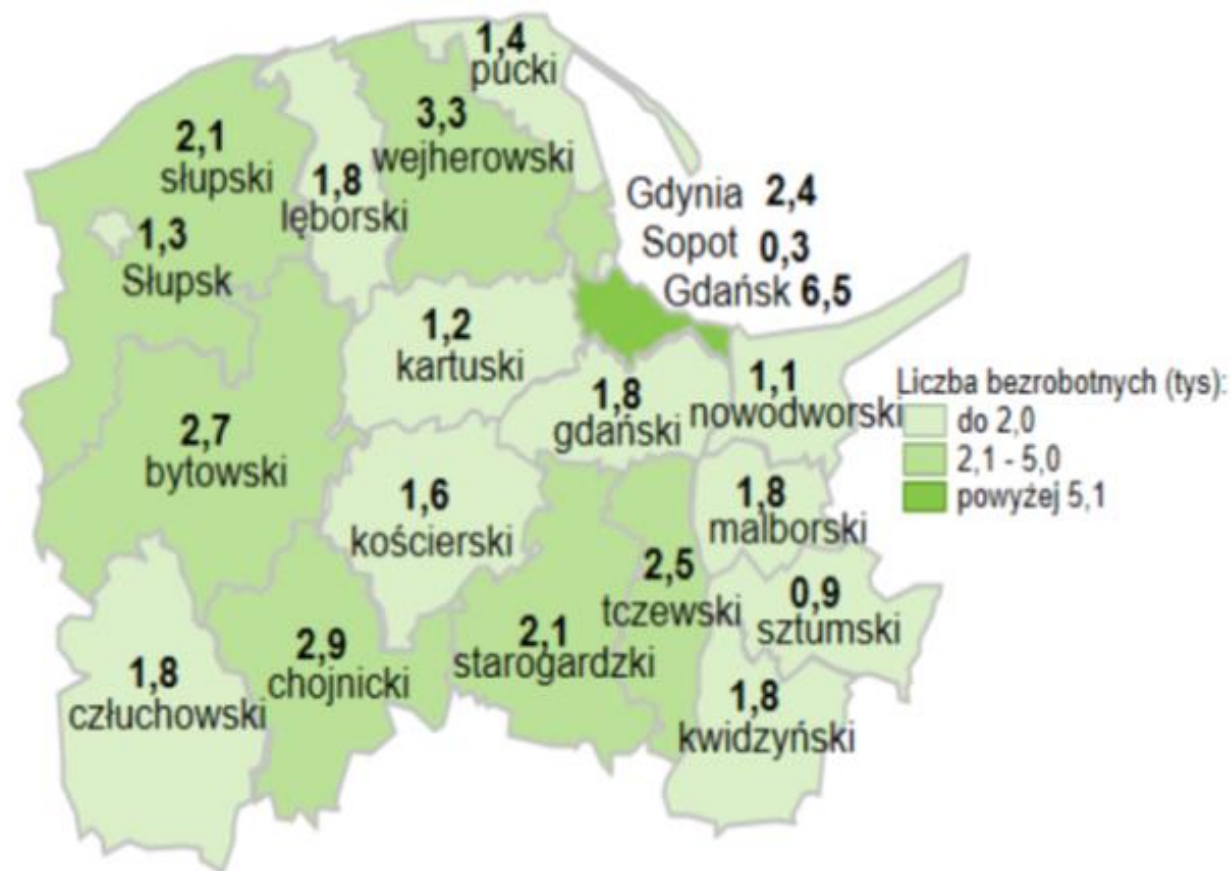 1,4
pucki
3,3
wejherowski
2,1
słupski
1,8
lęborski
1,3
Słupsk
Gdynia 2,4
Sopot 0,3
Gdańsk 6,5
1,2
kartuski
1,8
gdański
1,1
nowodworski
Liczba bezrobotnych (tys):
do 2,0
2,1 - 5,0
powyżej 5,1
2,7
bytowski
1,6
kościerski
1,8
malborski
2,5
tczewski
0,9
sztumski
2,1
starogardzki
2,9
chojnicki
1,8
człuchowski
1,8
kwidzyński